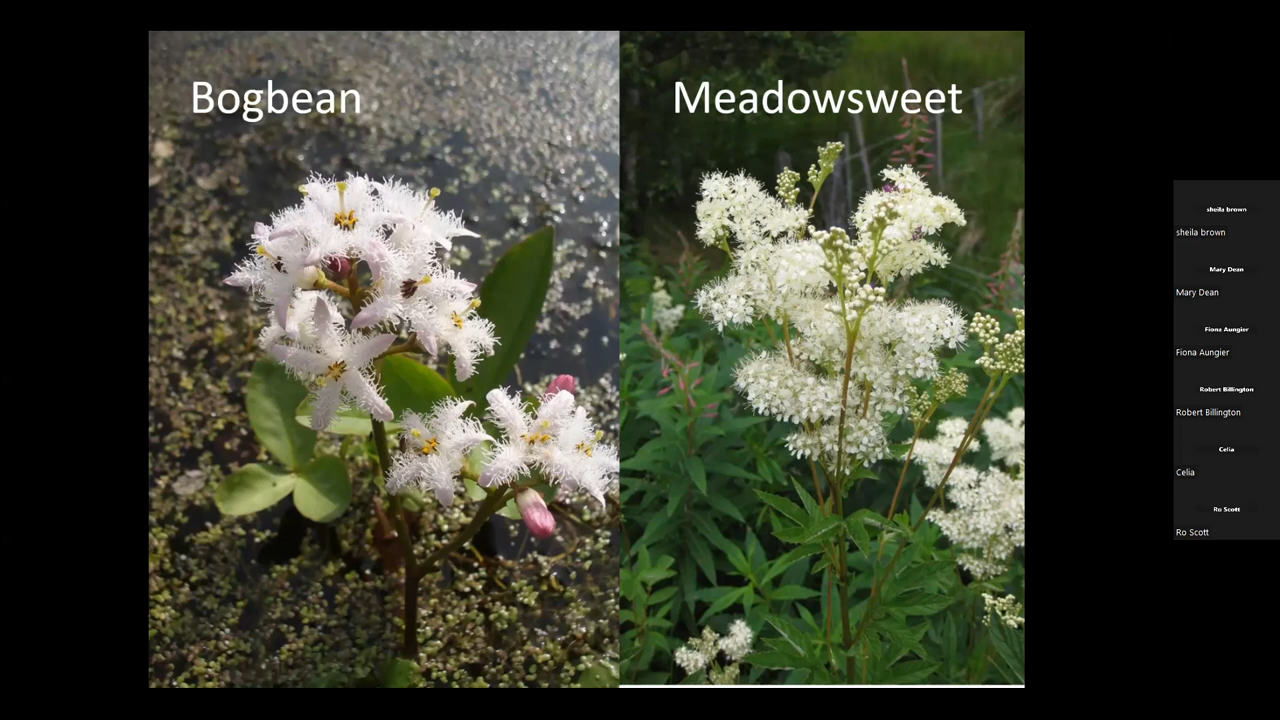 Bogbean
Meadowsweet
sheila brown
sheila brown
Mary Dean
Mary Dean
Fiona Aungier
Fiona Aungier
Robert Billington
Robert Billington
Celia
Celia
Ro Scott
Ro Scott